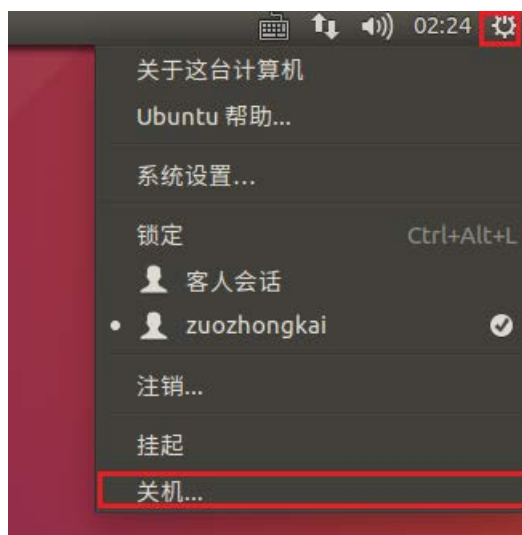 02:24
关于这台计算机
Ubuntu 帮助...
系统设置...
锁定 Ctrl+Alt+L
客人会话
zuozhongkai
注销...
挂起
关机...